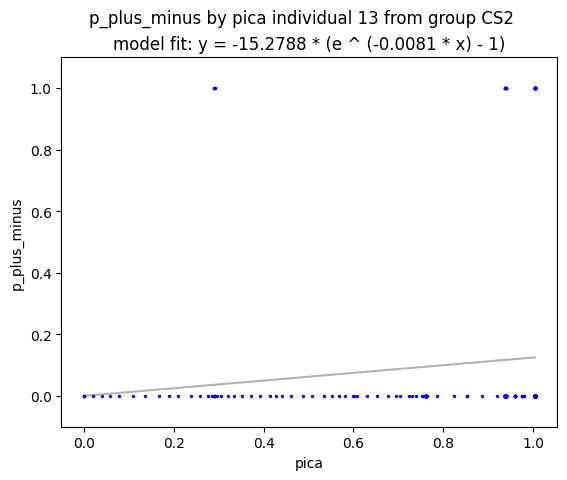 p_plus_minus by pica individual 13 from group CS2
model fit: y = -15.2788 * (e ^ (-0.0081 * x) - 1)
1.0
0.8
0.6
0.4
0.2
0.0
p_plus_minus
0.0 0.2 0.4 0.6 0.8 1.0
pica